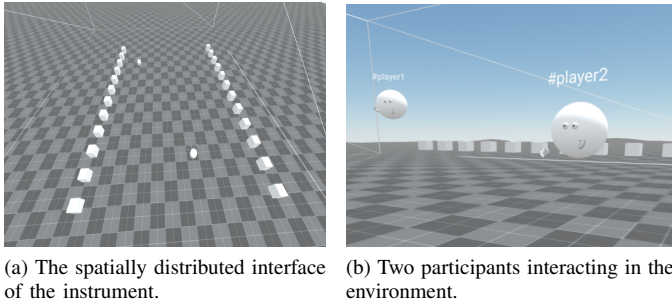 #player1
#player2
(a) The spatially distributed interface
of the instrument.
(b) Two participants interacting in the
environment.